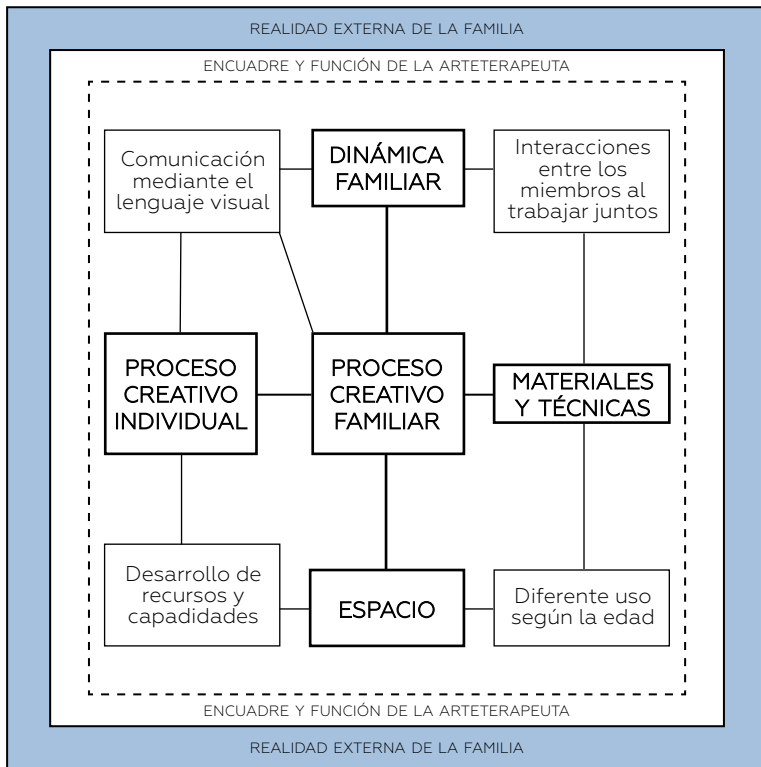 REALIDAD EXTERNA DE LA FAMILIA
ENCUADRE Y FUNCIÓN DE LA ARTETERAPEUTA
Comunicación
mediante el
lenguaje visual
DINÁMICA
FAMILIAR
Interacciones
entre los
miembros al
trabajar juntos
PROCESO
CREATIVO
INDIVIDUAL
PROCESO
CREATIVO
FAMILIAR
MATERIALES
Y TÉCNICAS
Desarrollo de
recursos y
capadidades
ESPACIO
Diferente uso
según la edad
ENCUADRE Y FUNCIÓN DE LA ARTETERAPEUTA
REALIDAD EXTERNA DE LA FAMILIA